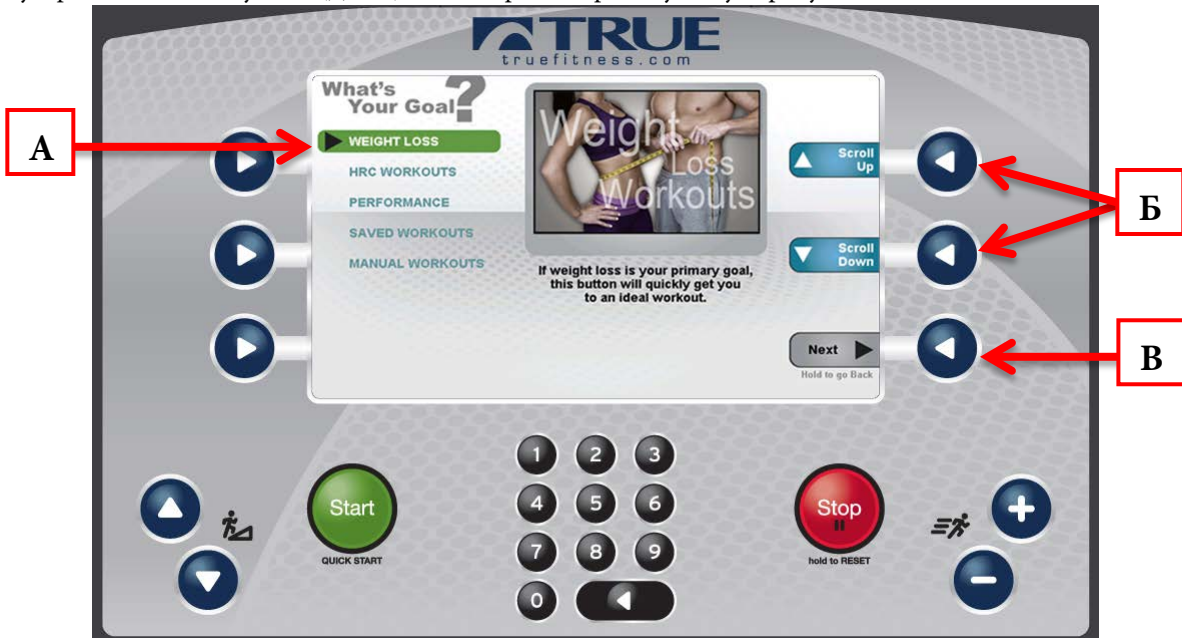 TRUE
truefitness.com
What's
Your Goal?
WEIGHT LOSS
HRC WORKOUTS
PERFORMANCE
SAVED WORKOUTS
MANUAL WORKOUTS
Weight
Loss
Workouts
If weight loss is your primary goal,
this button will quickly get you
to an ideal workout.
Scroll
Up
Scroll
Down
Next
Hold to go Back
А
Б
В
Start
QUICK START
1 2 3
4 5 6
7 8 9
0
Stop
hold to RESET